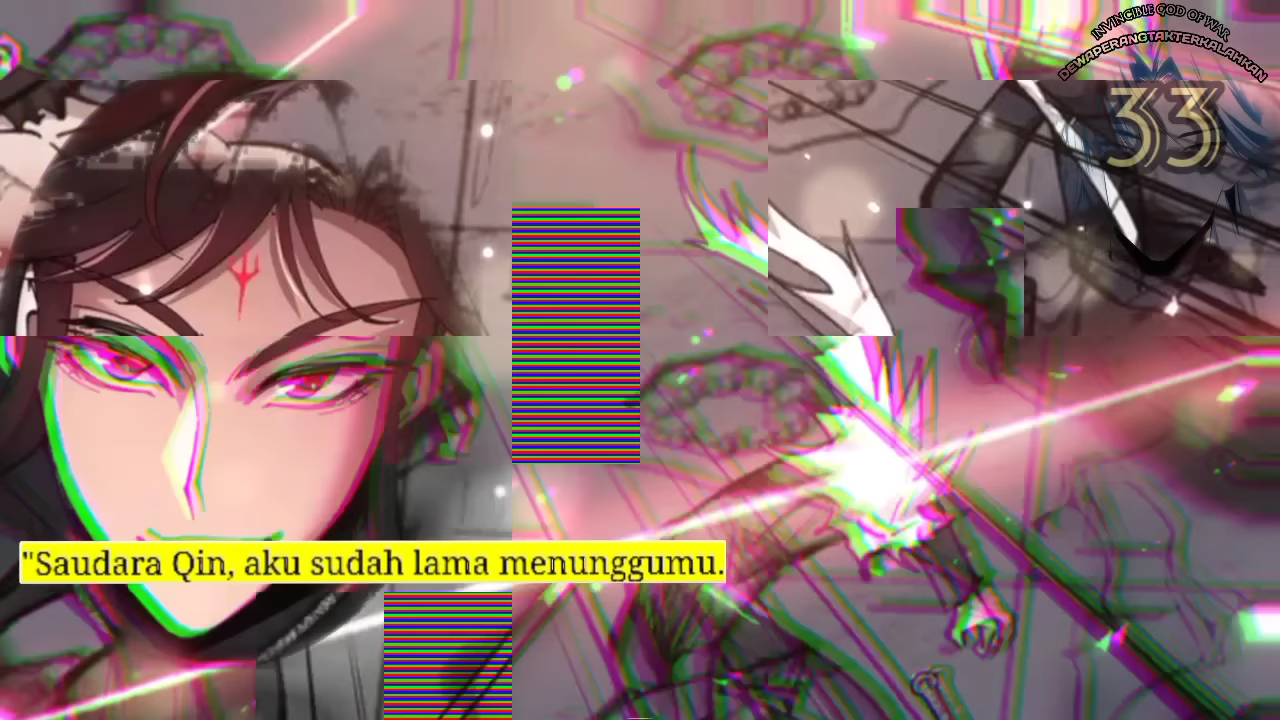 INVINCIBLE GOD OF WAR
DEWAPERANGTAKTERKALAHKAN
33
"Saudara Qin, aku sudah lama menunggumu.